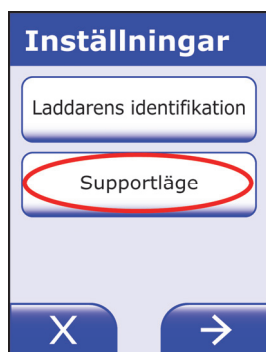 Inställningar
Laddarens identifikation
Supportläge
X
→